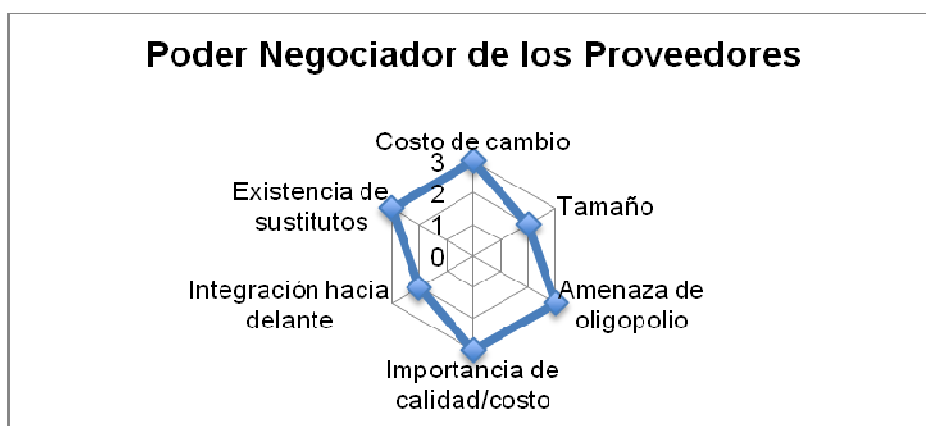 Poder Negociador de los Proveedores
Costo de cambio
3
2
1
0
Tamaño
Amenaza de
oligopolio
Importancia de
calidad/costo
Integración hacia
delante
Existencia de
sustitutos